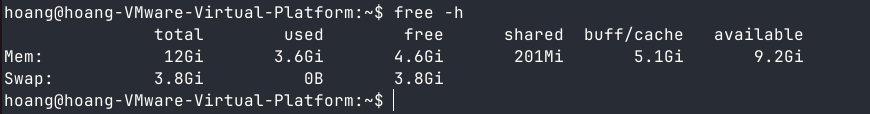 hoang@hoang-VMware-Virtual-Platform:~$ free -h
               total        used        free      shared  buff/cache   available
Mem:            12Gi       3.6Gi       4.6Gi       201Mi       5.1Gi       9.2Gi
Swap:          3.8Gi          0B       3.8Gi
hoang@hoang-VMware-Virtual-Platform:~$